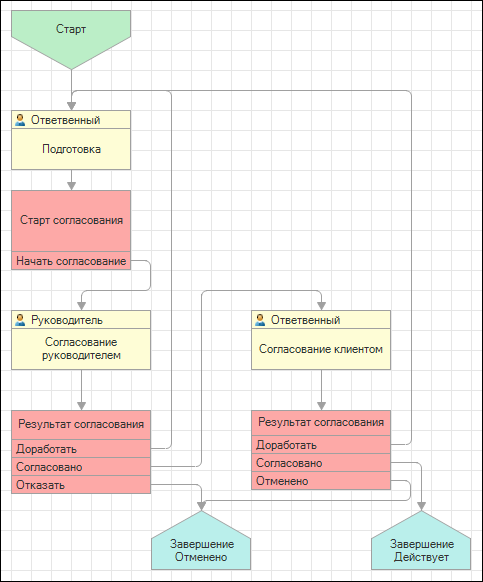 Старт
Ответвенный
Подготовка
Старт согласования
Начать согласование
Руководитель
Согласование
руководителем
Ответвенный
Согласование клиентом
Результат согласования
Доработать
Согласовано
Отказать
Результат согласования
Доработать
Согласовано
Отменено
Завершение
Отменено
Завершение
Действует